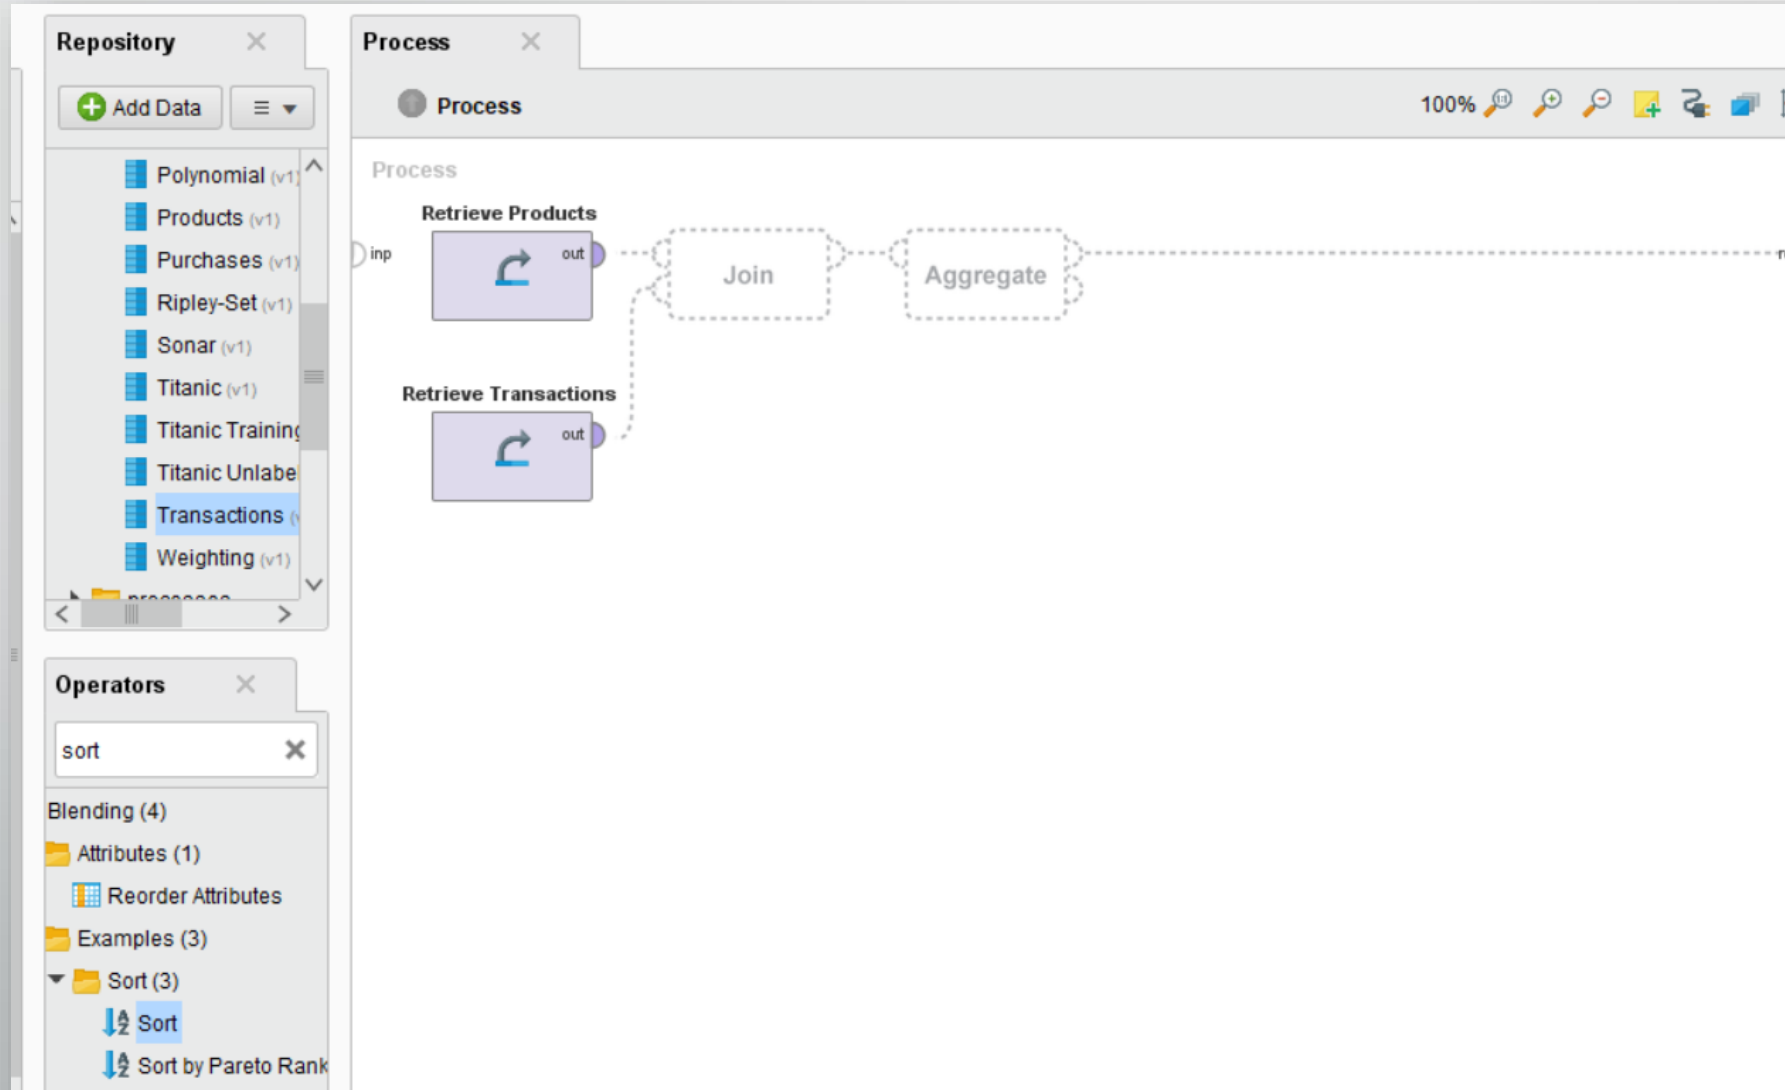 Repository
Add Data
Polynomial (v1)
Products (v1)
Purchases (v1)
Ripley-Set (v1)
Sonar (v1)
Titanic (v1)
Titanic Training
Titanic Unlabel
Transactions (v
Weighting (v1)
Operators
sort
Blending (4)
Attributes (1)
Reorder Attributes
Examples (3)
Sort (3)
Sort
Sort by Pareto Rank
Process
Process
100%
Process
inp
Retrieve Products
out
Join
Aggregate
Retrieve Transactions
out